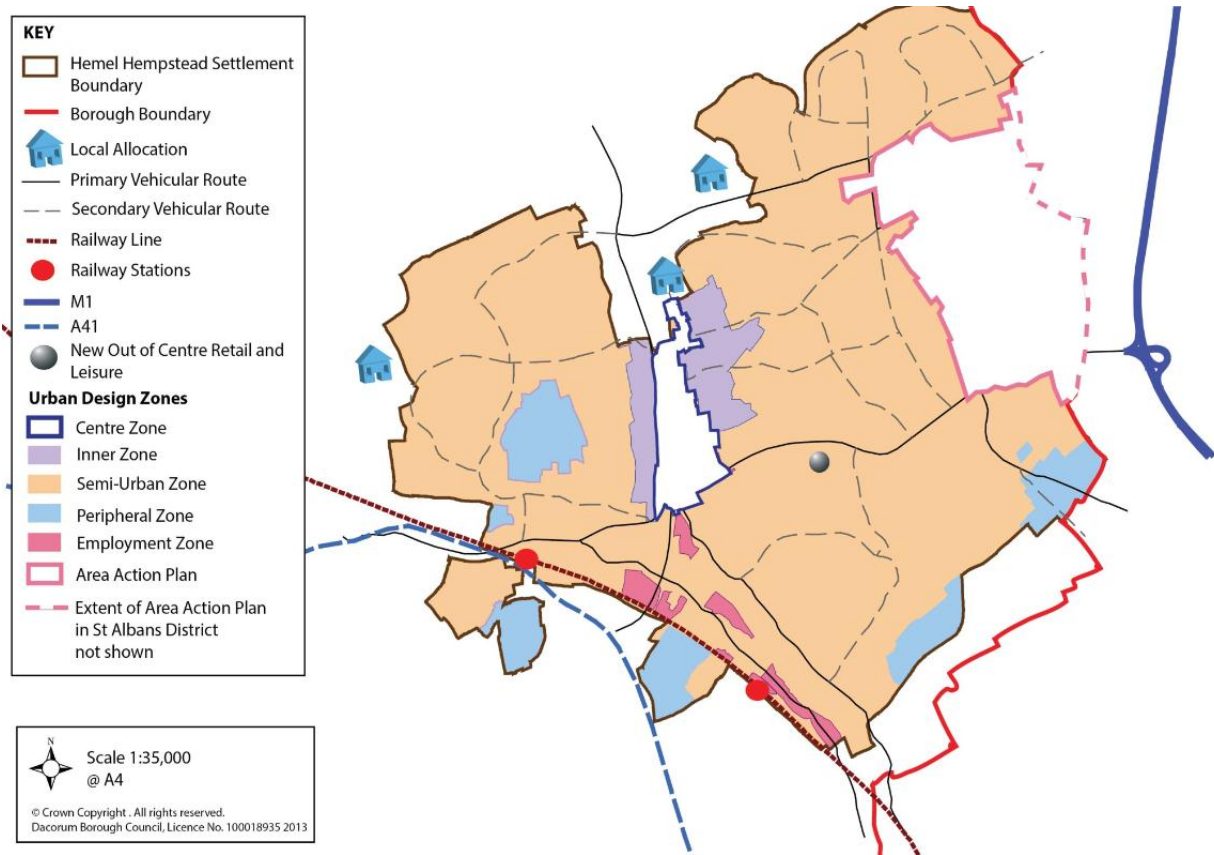 KEY
Hemel Hempstead Settlement
Boundary
Borough Boundary
Local Allocation
Primary Vehicular Route
Secondary Vehicular Route
Railway Line
Railway Stations
M1
A41
New Out of Centre Retail and
Leisure
Urban Design Zones
Centre Zone
Inner Zone
Semi-Urban Zone
Peripheral Zone
Employment Zone
Area Action Plan
Extent of Area Action Plan
in St Albans District
not shown
N
Scale 1:35,000
@ A4
© Crown Copyright . All rights reserved.
Dacorum Borough Council, Licence No. 100018935 2013